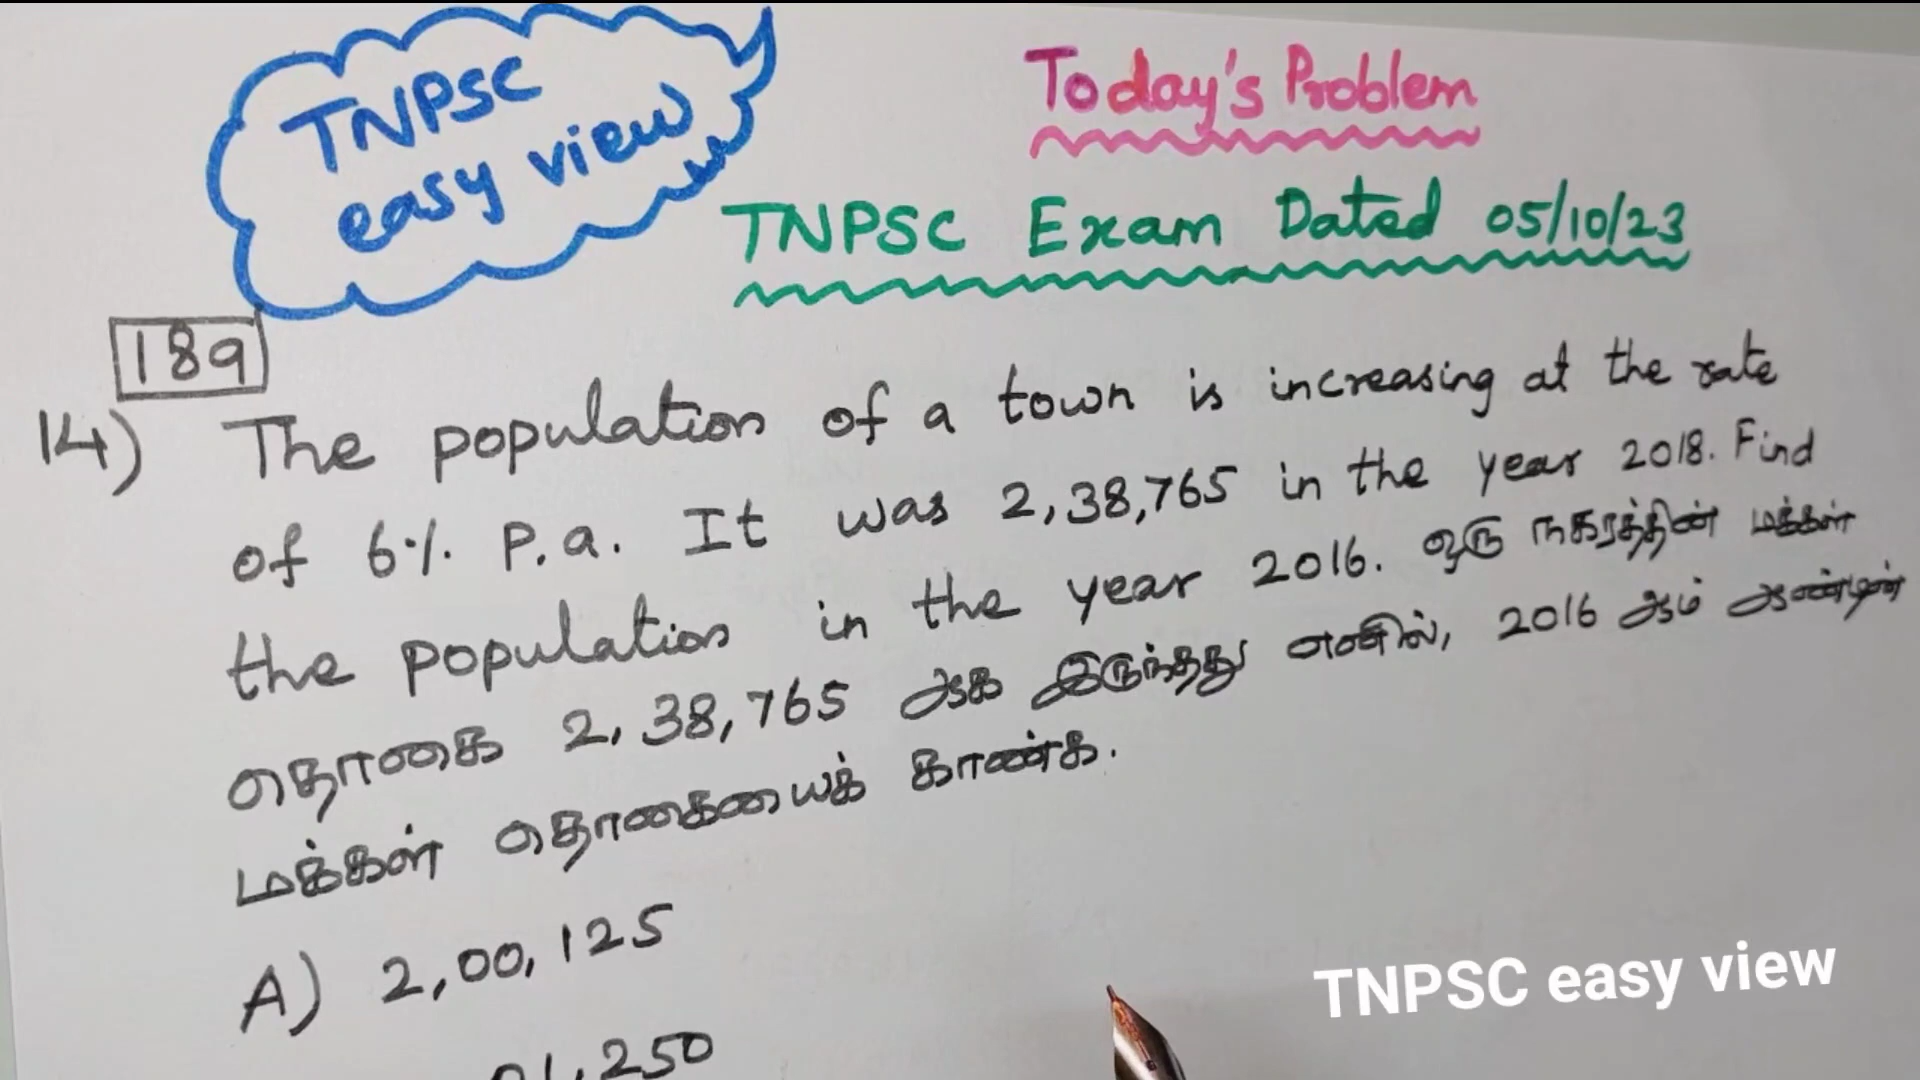 TNPSC
easy view
Today's Problem
TNPSC Exam Dated 05/10/23
189
14) The population of a town is increasing at the rate
of 6% P.a. It was 2,38,765 in the year 2018. Find
the population in the year 2016. ஒரு நகரத்தின் மக்கள்
தொகை 2,38,765 ஆக இருந்தது எனில், 2016 ஆம் ஆண்டின்
மக்கள் தொகையைக் காண்க.
A) 2,00,125
01,250
TNPSC easy view